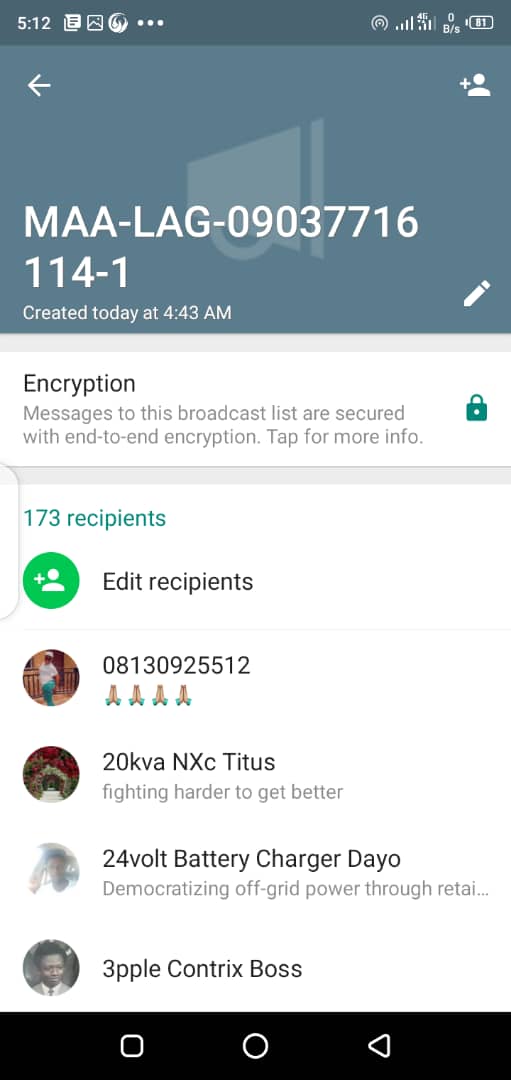 5:12
4G
0
B/s
81
MAA-LAG-09037716
114-1
Created today at 4:43 AM
Encryption
Messages to this broadcast list are secured
with end-to-end encryption. Tap for more info.
173 recipients
Edit recipients
08130925512
🙏🏽🙏🏽🙏🏽🙏🏽
20kva NXc Titus
fighting harder to get better
24volt Battery Charger Dayo
Democratizing off-grid power through retai...
3pple Contrix Boss